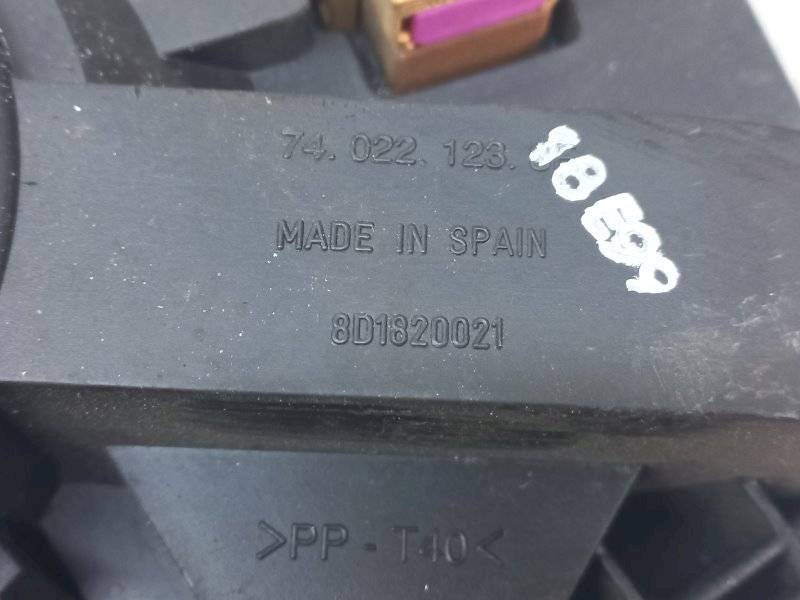 74. 022. 123.
MADE IN SPAIN
8D1820021
>PP - T40<